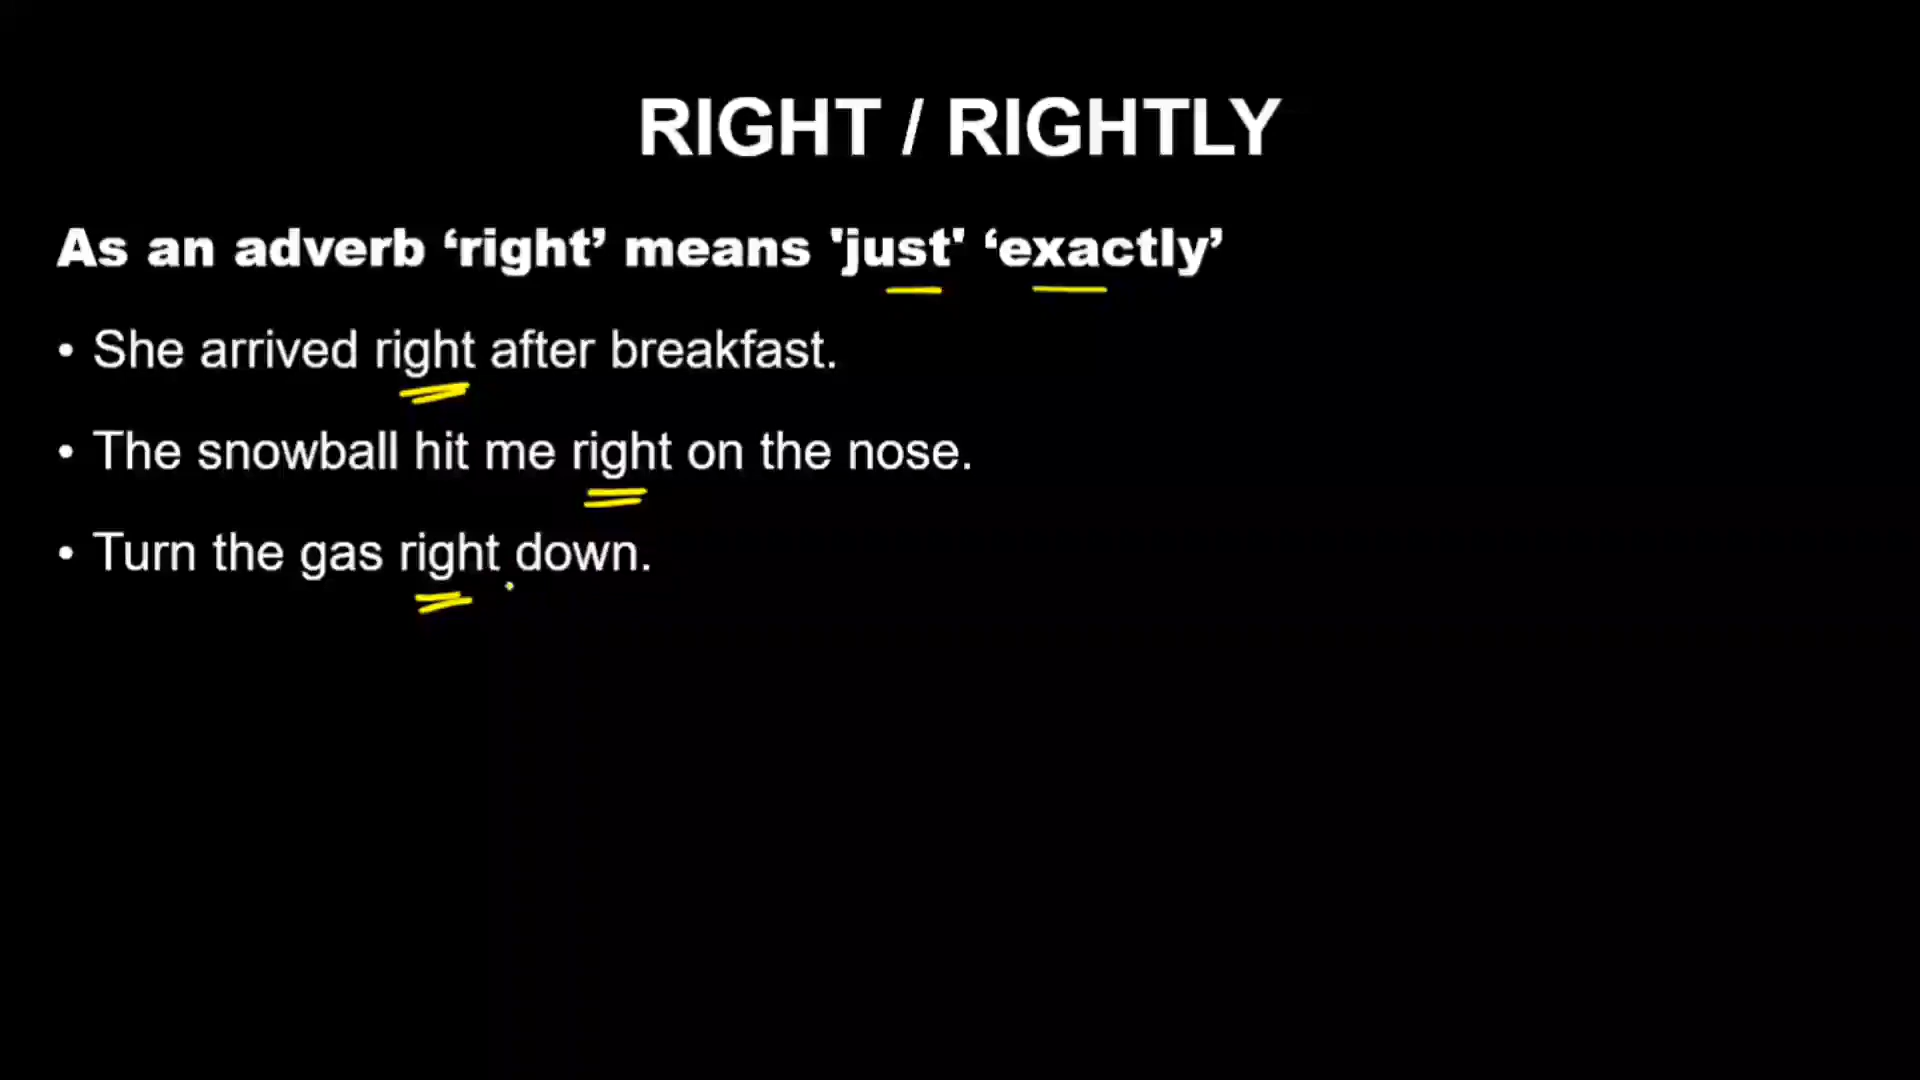 RIGHT / RIGHTLY
As an adverb ‘right’ means 'just' ‘exactly’
• She arrived right after breakfast.
• The snowball hit me right on the nose.
• Turn the gas right down.